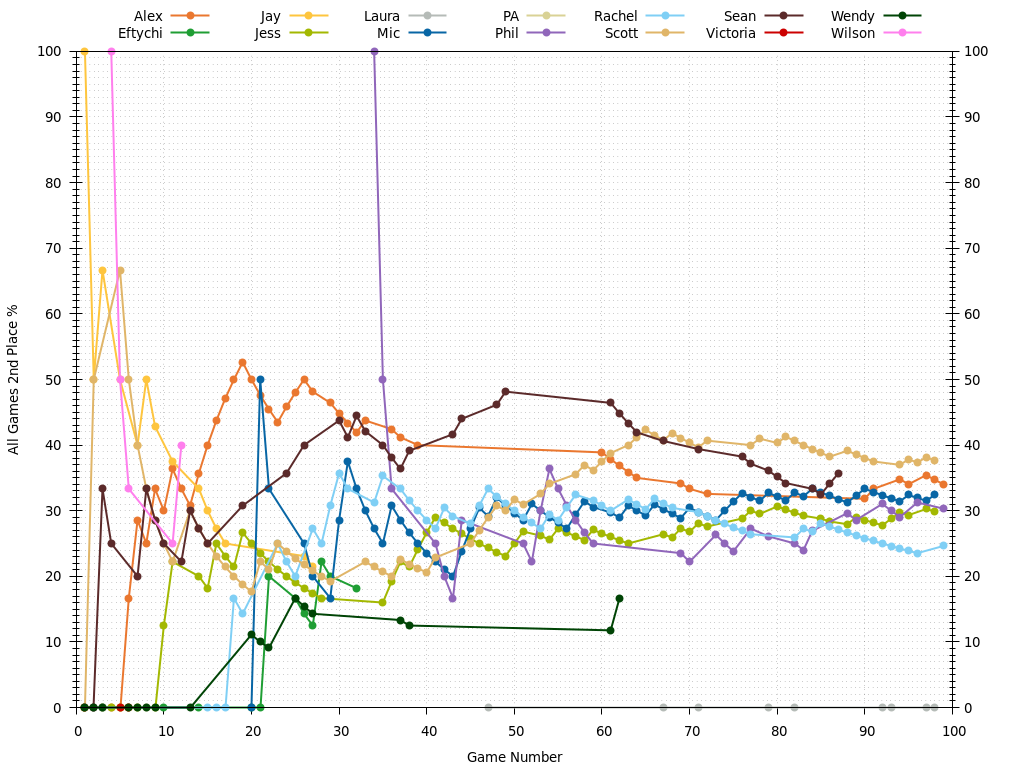 Alex Jay Laura PA Rachel Sean Wendy
Eftychi Jess Mic Phil Scott Victoria Wilson
100 100
90 90
80 80
70 70
60 60
50 50
40 40
30 30
20 20
10 10
0 0
All Games 2nd Place %
0 10 20 30 40 50 60 70 80 90 100
Game Number